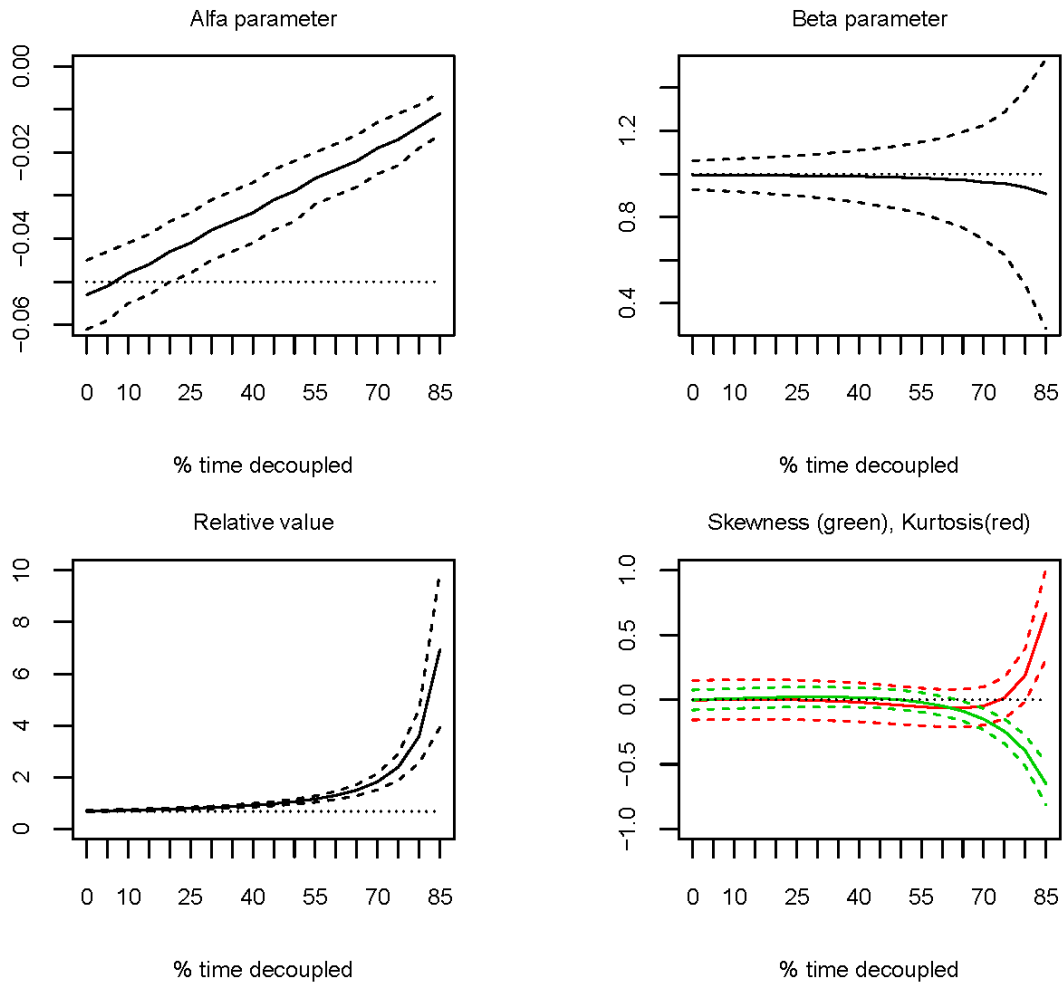 Alfa parameter
0.00
−0.02
−0.04
−0.06
0 10 25 40 55 70 85
% time decoupled
Beta parameter
1.2
0.8
0.4
0 10 25 40 55 70 85
% time decoupled
Relative value
10
8
6
4
2
0
0 10 25 40 55 70 85
% time decoupled
Skewness (green), Kurtosis(red)
1.0
0.5
0.0
−0.5
−1.0
0 10 25 40 55 70 85
% time decoupled